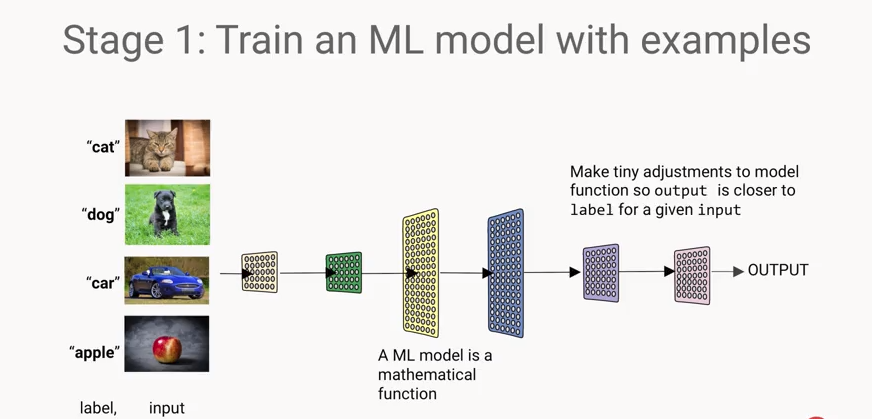 Stage 1: Train an ML model with examples
“cat”
“dog”
“car”
“apple”
label, input
Make tiny adjustments to model
function so output is closer to
label for a given input
OUTPUT
A ML model is a
mathematical
function